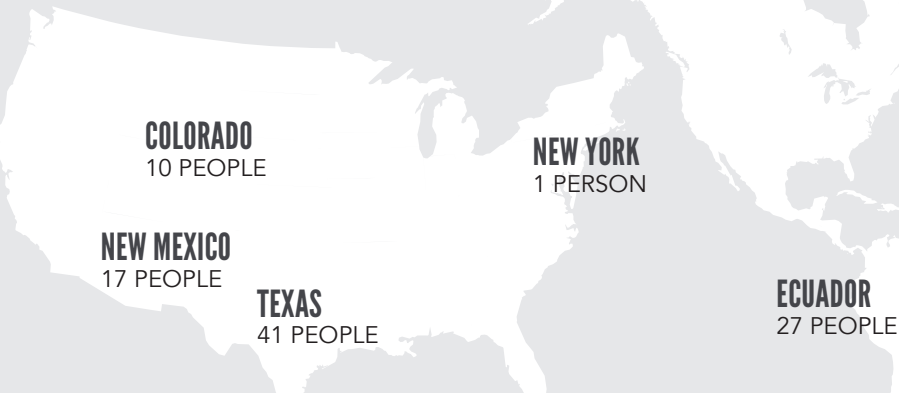 COLORADO
10 PEOPLE
NEW YORK
1 PERSON
NEW MEXICO
17 PEOPLE
TEXAS
41 PEOPLE
ECUADOR
27 PEOPLE